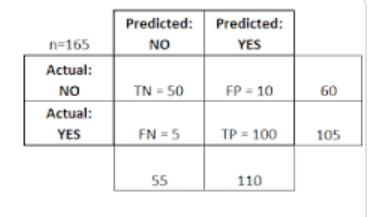 Predicted: Predicted:
n=165 NO YES
Actual:
NO TN = 50 FP = 10 60
Actual:
YES FN = 5 TP = 100 105
55 110